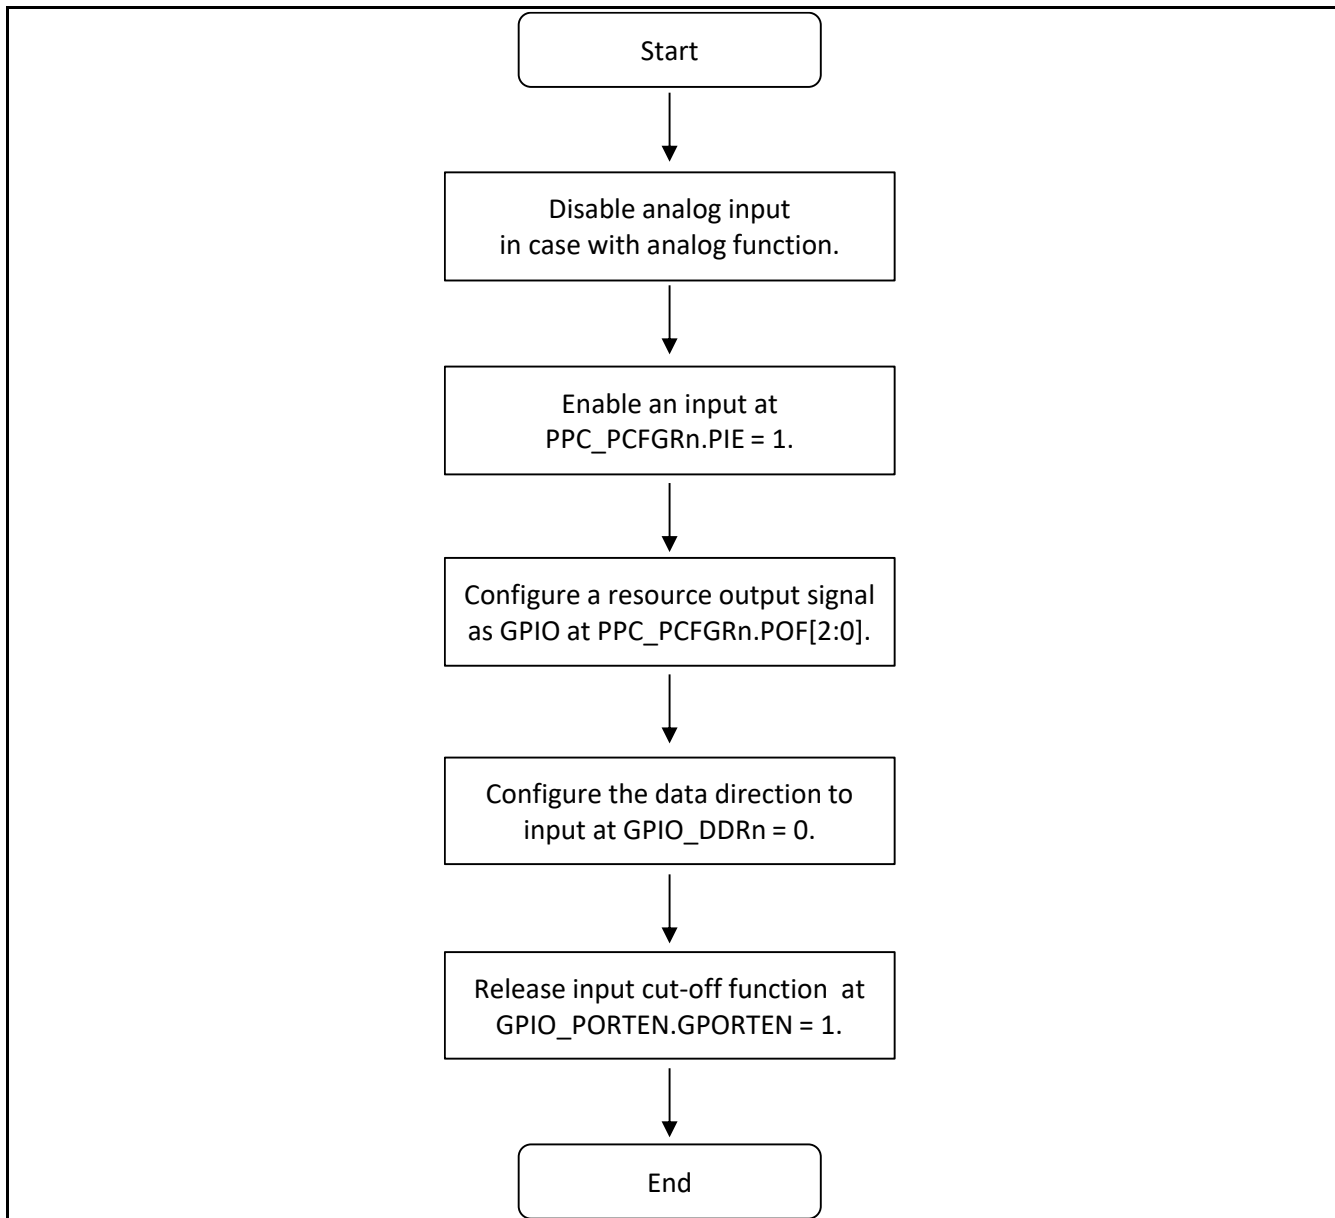 Start
Disable analog input
in case with analog function.
Enable an input at
PPC_PCFGRn.PIE = 1.
Configure a resource output signal
as GPIO at PPC_PCFGRn.POF[2:0].
Configure the data direction to
input at GPIO_DDRn = 0.
Release input cut-off function  at
GPIO_PORTEN.GPORTEN = 1.
End